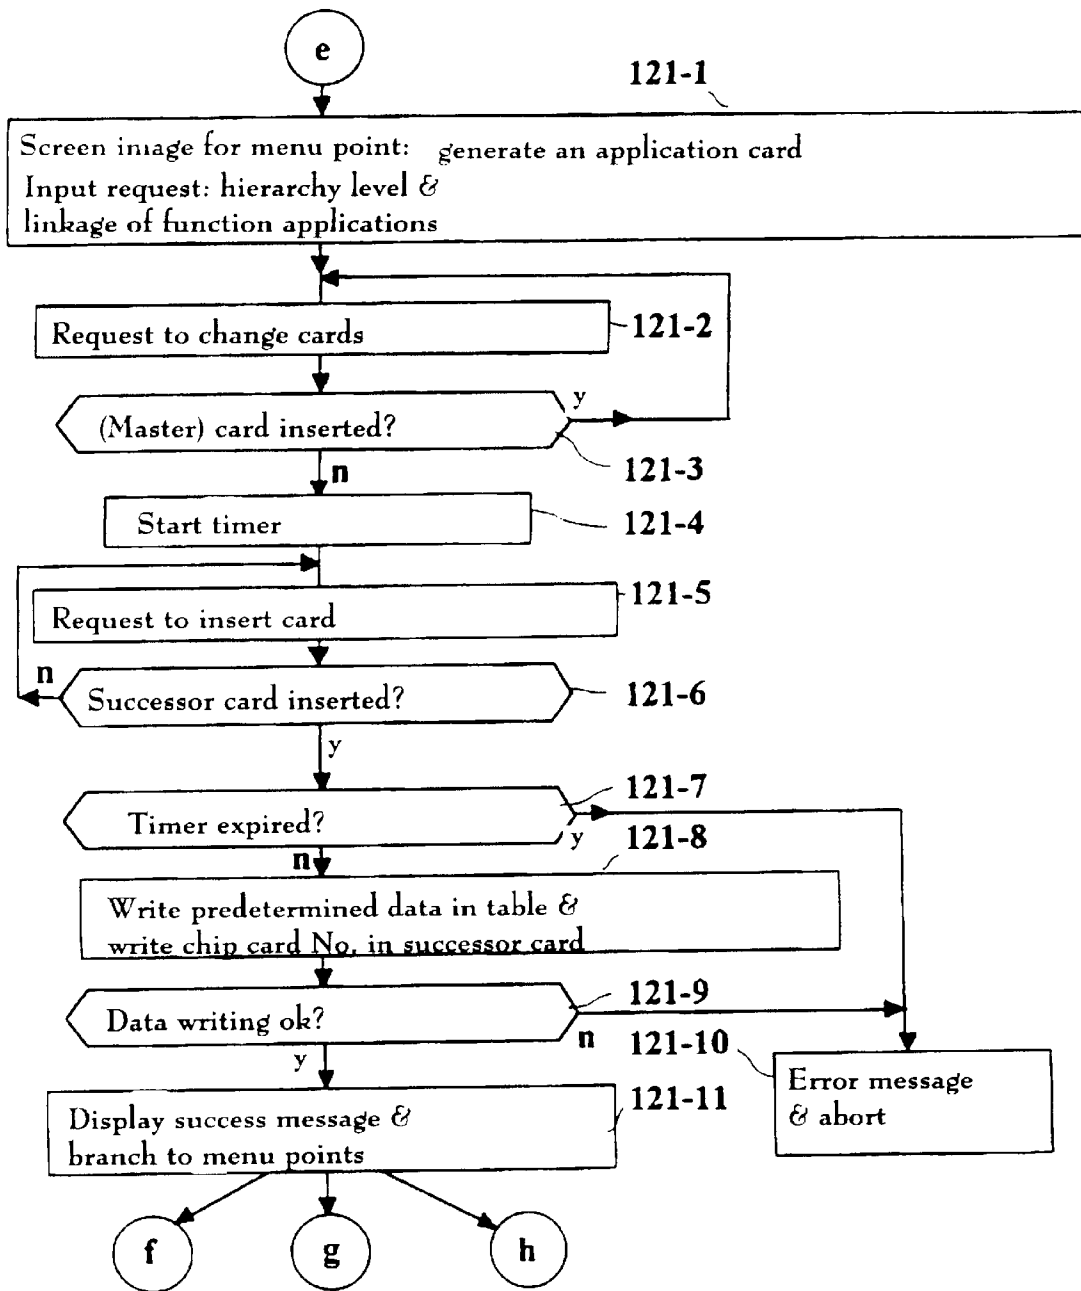 e
121-1
Screen image for menu point: generate an application card
Input request: hierarchy level &
linkage of function applications
Request to change cards
121-2
y
(Master) card inserted?
121-3
n
Start timer
121-4
Request to insert card
121-5
n
Successor card inserted?
121-6
y
121-7
Timer expired?
y
n
121-8
Write predetermined data in table &
write chip card No. in successor card
121-9
Data writing ok?
n
y
121-10
Error message
& abort
121-11
Display success message &
branch to menu points
f
g
h